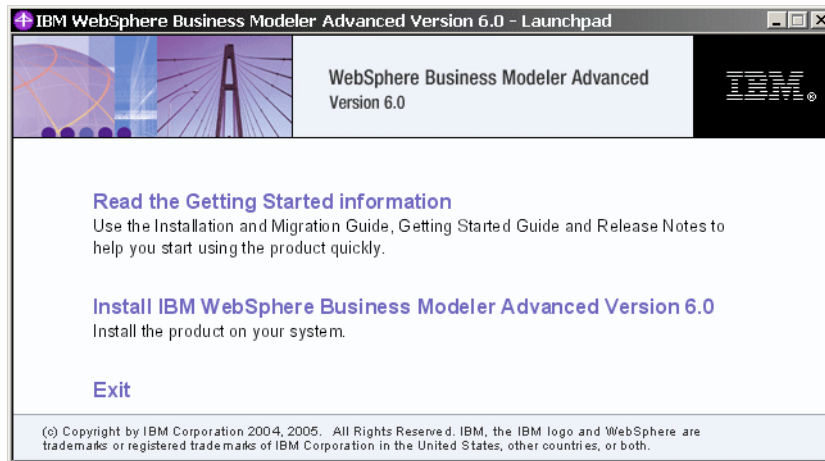 IBM WebSphere Business Modeler Advanced Version 6.0 - Launchpad
WebSphere Business Modeler Advanced
Version 6.0
IBM®
Read the Getting Started information
Use the Installation and Migration Guide, Getting Started Guide and Release Notes to
help you start using the product quickly.
Install IBM WebSphere Business Modeler Advanced Version 6.0
Install the product on your system.
Exit
(c) Copyright by IBM Corporation 2004, 2005.  All Rights Reserved. IBM, the IBM logo and WebSphere are
trademarks or registered trademarks of IBM Corporation in the United States, other countries, or both.